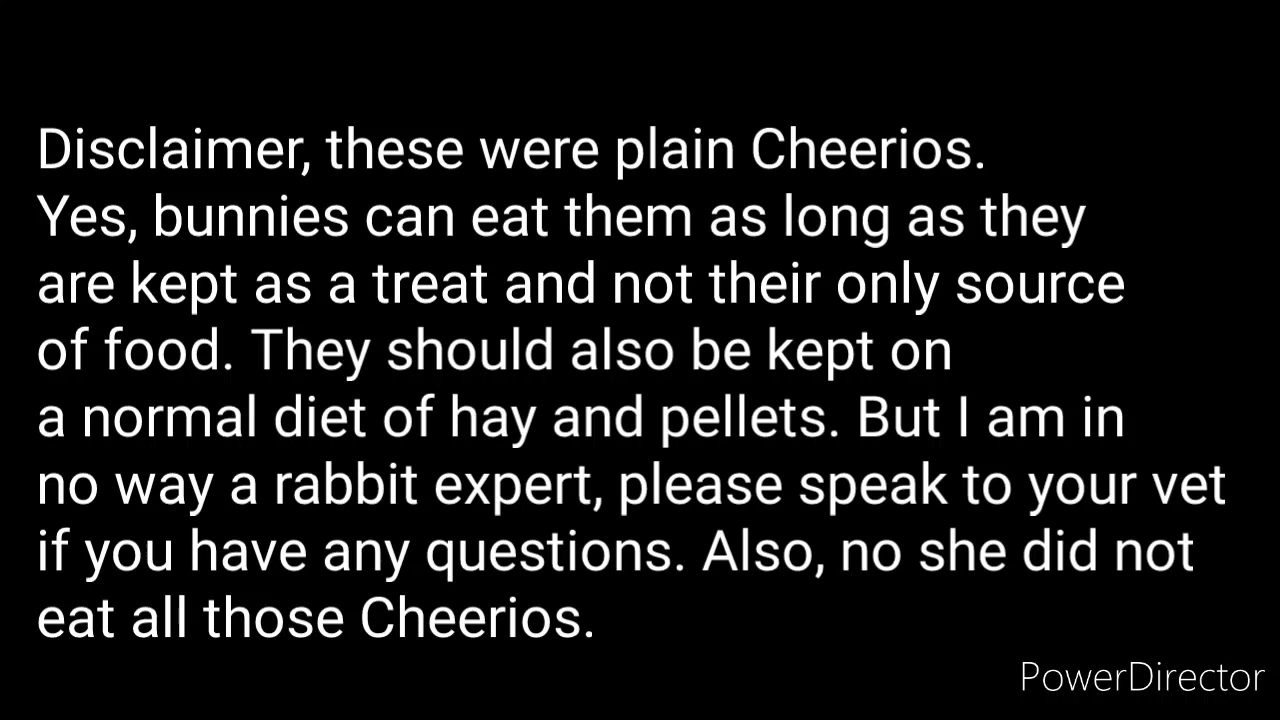 Disclaimer, these were plain Cheerios.
Yes, bunnies can eat them as long as they
are kept as a treat and not their only source
of food. They should also be kept on
a normal diet of hay and pellets. But I am in
no way a rabbit expert, please speak to your vet
if you have any questions. Also, no she did not
eat all those Cheerios.
PowerDirector